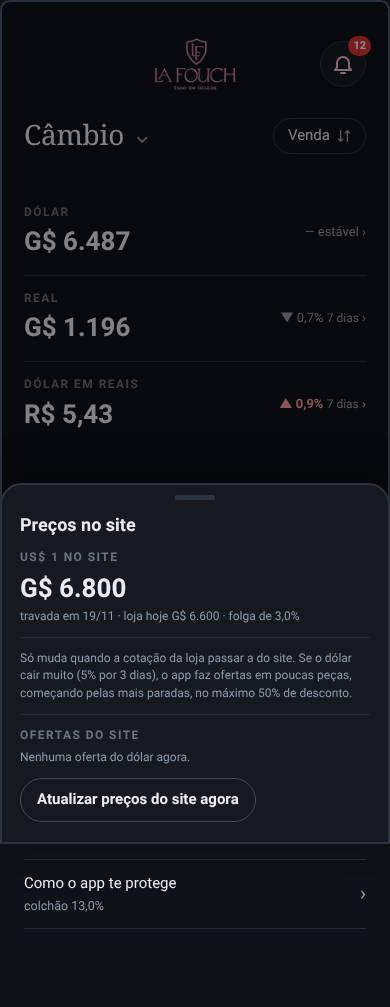 LF
LA FOUCH
12
Câmbio
Venda
DÓLAR
G$ 6.487
— estável ›
REAL
G$ 1.196
▼ 0,7% 7 dias ›
DÓLAR EM REAIS
R$ 5,43
▲ 0,9% 7 dias ›
Preços no site
US$ 1 NO SITE
G$ 6.800
travada em 19/11 · loja hoje G$ 6.600 · folga de 3,0%
Só muda quando a cotação da loja passar a do site. Se o dólar
cair muito (5% por 3 dias), o app faz ofertas em poucas peças,
começando pelas mais paradas, no máximo 50% de desconto.
OFERTAS DO SITE
Nenhuma oferta do dólar agora.
Atualizar preços do site agora
Como o app te protege
colchão 13,0%